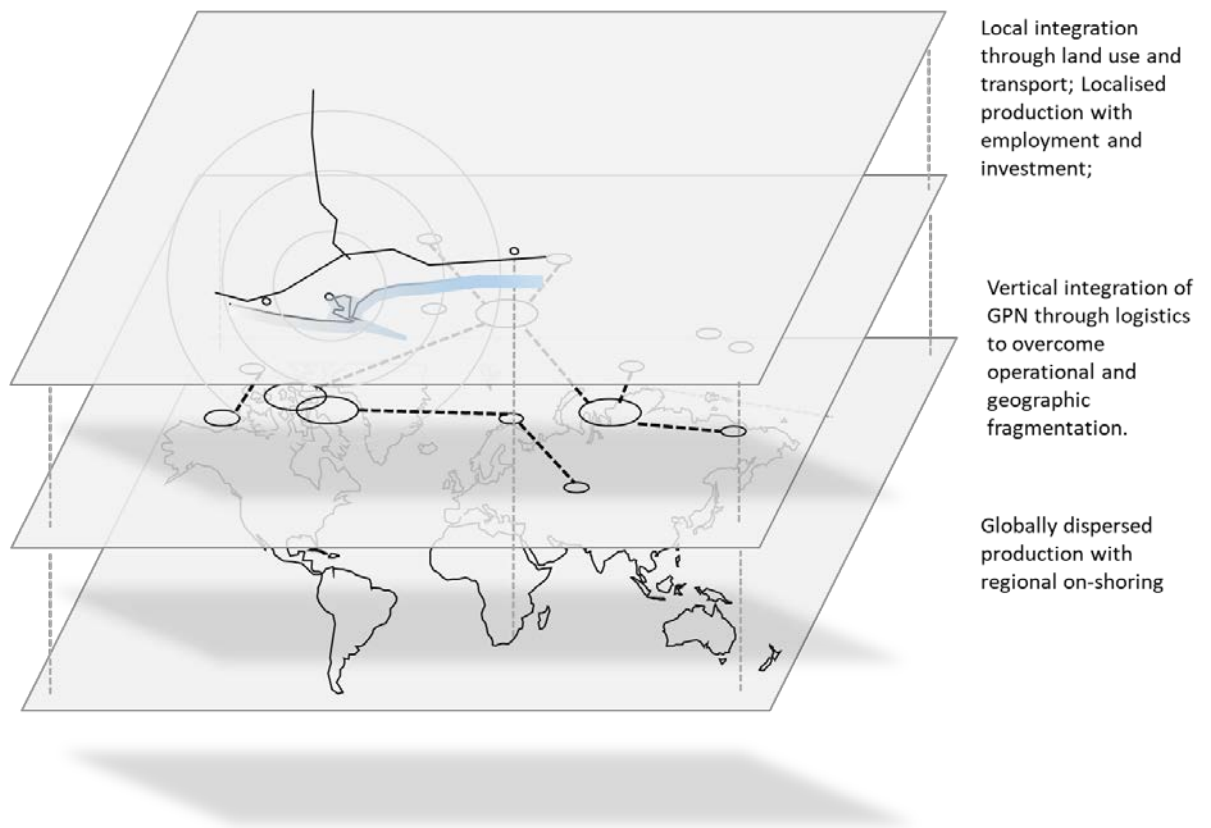 Local integration
through land use and
transport; Localised
production with
employment and
investment;
Vertical integration of
GPN through logistics
to overcome
operational and
geographic
fragmentation.
Globally dispersed
production with
regional on-shoring